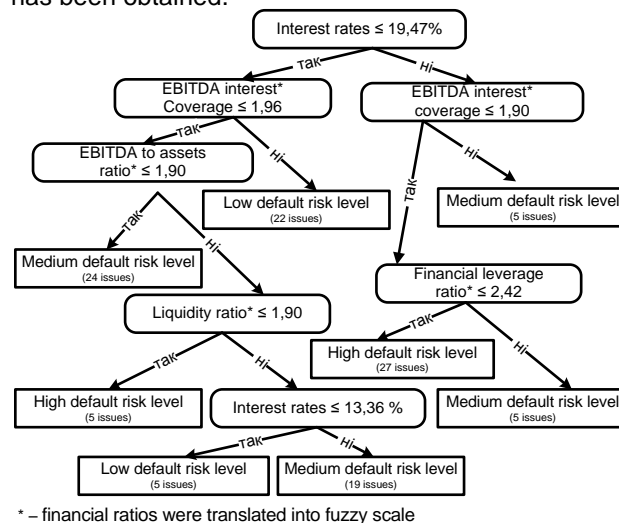 has been obtained.
Interest rates ≤ 19,47%
так
ні
EBITDA interest*
Coverage ≤ 1,96
EBITDA interest*
coverage ≤ 1,90
так
ні
так
ні
EBITDA to assets
ratio* ≤ 1,90
Low default risk level
(22 issues)
Medium default risk level
(5 issues)
так
ні
Medium default risk level
(24 issues)
Financial leverage
ratio* ≤ 2,42
Liquidity ratio* ≤ 1,90
так
ні
High default risk level
(27 issues)
так
ні
High default risk level
(5 issues)
Interest rates ≤ 13,36 %
Medium default risk level
(5 issues)
так
ні
Low default risk level
(5 issues)
Medium default risk level
(19 issues)
* – financial ratios were translated into fuzzy scale